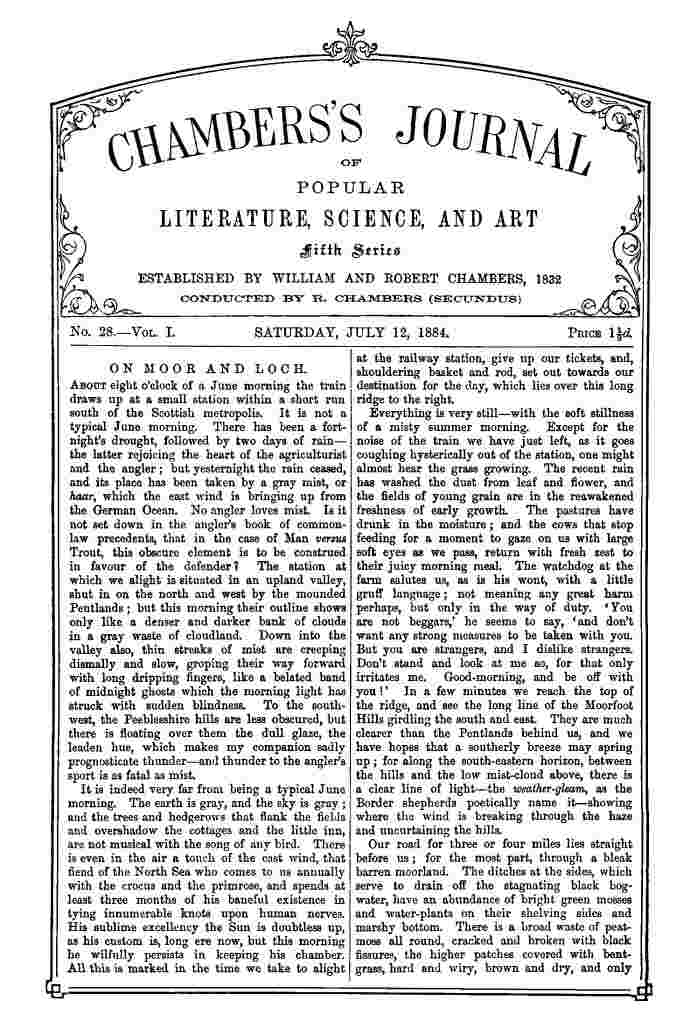 CHAMBERS'S JOURNAL
OF
POPULAR
LITERATURE, SCIENCE, AND ART
Fifth Series
ESTABLISHED BY WILLIAM AND ROBERT CHAMBERS, 1832
CONDUCTED BY R. CHAMBERS (SECUNDUS)
No. 28.—Vol. I.
SATURDAY, JULY 12, 1884.
Price 1½d.
ON MOOR AND LOCH.
About eight o'clock of a June morning the train
draws up at a small station within a short run
south of the Scottish metropolis. It is not a
typical June morning. There has been a fort-
night's drought, followed by two days of rain—
the latter rejoicing the heart of the agriculturist
and the angler; but yesternight the rain ceased,
and its place has been taken by a gray mist, or
haar, which the east wind is bringing up from
the German Ocean. No angler loves mist. Is it
not set down in the angler's book of common-
law precedents, that in the case of Man versus
Trout, this obscure element is to be construed
in favour of the defender? The station at
which we alight is situated in an upland valley,
shut in on the north and west by the mounded
Pentlands; but this morning their outline shows
only like a denser and darker bank of clouds
in a gray waste of cloudland. Down into the
valley also, thin streaks of mist are creeping
dismally and slow, groping their way forward
with long dripping fingers, like a belated band
of midnight ghosts which the morning light has
struck with sudden blindness. To the south-
west, the Peeblesshire hills are less obscured, but
there is floating over them the dull glaze, the
leaden hue, which makes my companion sadly
prognosticate thunder—and thunder to the angler's
sport is as fatal as mist.
It is indeed very far from being a typical June
morning. The earth is gray, and the sky is gray;
and the trees and hedgerows that flank the fields
and overshadow the cottages and the little inn,
are not musical with the song of any bird. There
is even in the air a touch of the east wind, that
fiend of the North Sea who comes to us annually
with the crocus and the primrose, and spends at
least three months of his baneful existence in
tying innumerable knots upon human nerves.
His sublime excellency the Sun is doubtless up,
as his custom is, long ere now, but this morning
he wilfully persists in keeping his chamber.
All this is marked in the time we take to alight
at the railway station, give up our tickets, and,
shouldering basket and rod, set out towards our
destination for the day, which lies over this long
ridge to the right.
Everything is very still—with the soft stillness
of a misty summer morning. Except for the
noise of the train we have just left, as it goes
coughing hysterically out of the station, one might
almost hear the grass growing. The recent rain
has washed the dust from leaf and flower, and
the fields of young grain are in the reawakened
freshness of early growth. The pastures have
drunk in the moisture; and the cows that stop
feeding for a moment to gaze on us with large
soft eyes as we pass, return with fresh zest to
their juicy morning meal. The watchdog at the
farm salutes us, as is his wont, with a little
gruff language; not meaning any great harm
perhaps, but only in the way of duty. 'You
are not beggars,' he seems to say, 'and don't
want any strong measures to be taken with you.
But you are strangers, and I dislike strangers.
Don't stand and look at me so, for that only
irritates me. Good-morning, and be off with
you!' In a few minutes we reach the top of
the ridge, and see the long line of the Moorfoot
Hills girdling the south and east. They are much
clearer than the Pentlands behind us, and we
have hopes that a southerly breeze may spring
up; for along the south-eastern horizon, between
the hills and the low mist-cloud above, there is
a clear line of light—the weather-gleam, as the
Border shepherds poetically name it—showing
where the wind is breaking through the haze
and uncurtaining the hills.
Our road for three or four miles lies straight
before us; for the most part, through a bleak
barren moorland. The ditches at the sides, which
serve to drain off the stagnating black bog-
water, have an abundance of bright green mosses
and water-plants on their shelving sides and
marshy bottom. There is a broad waste of peat-
moss all round, cracked and broken with black
fissures, the higher patches covered with bent-
grass, hard and wiry, brown and dry, and only